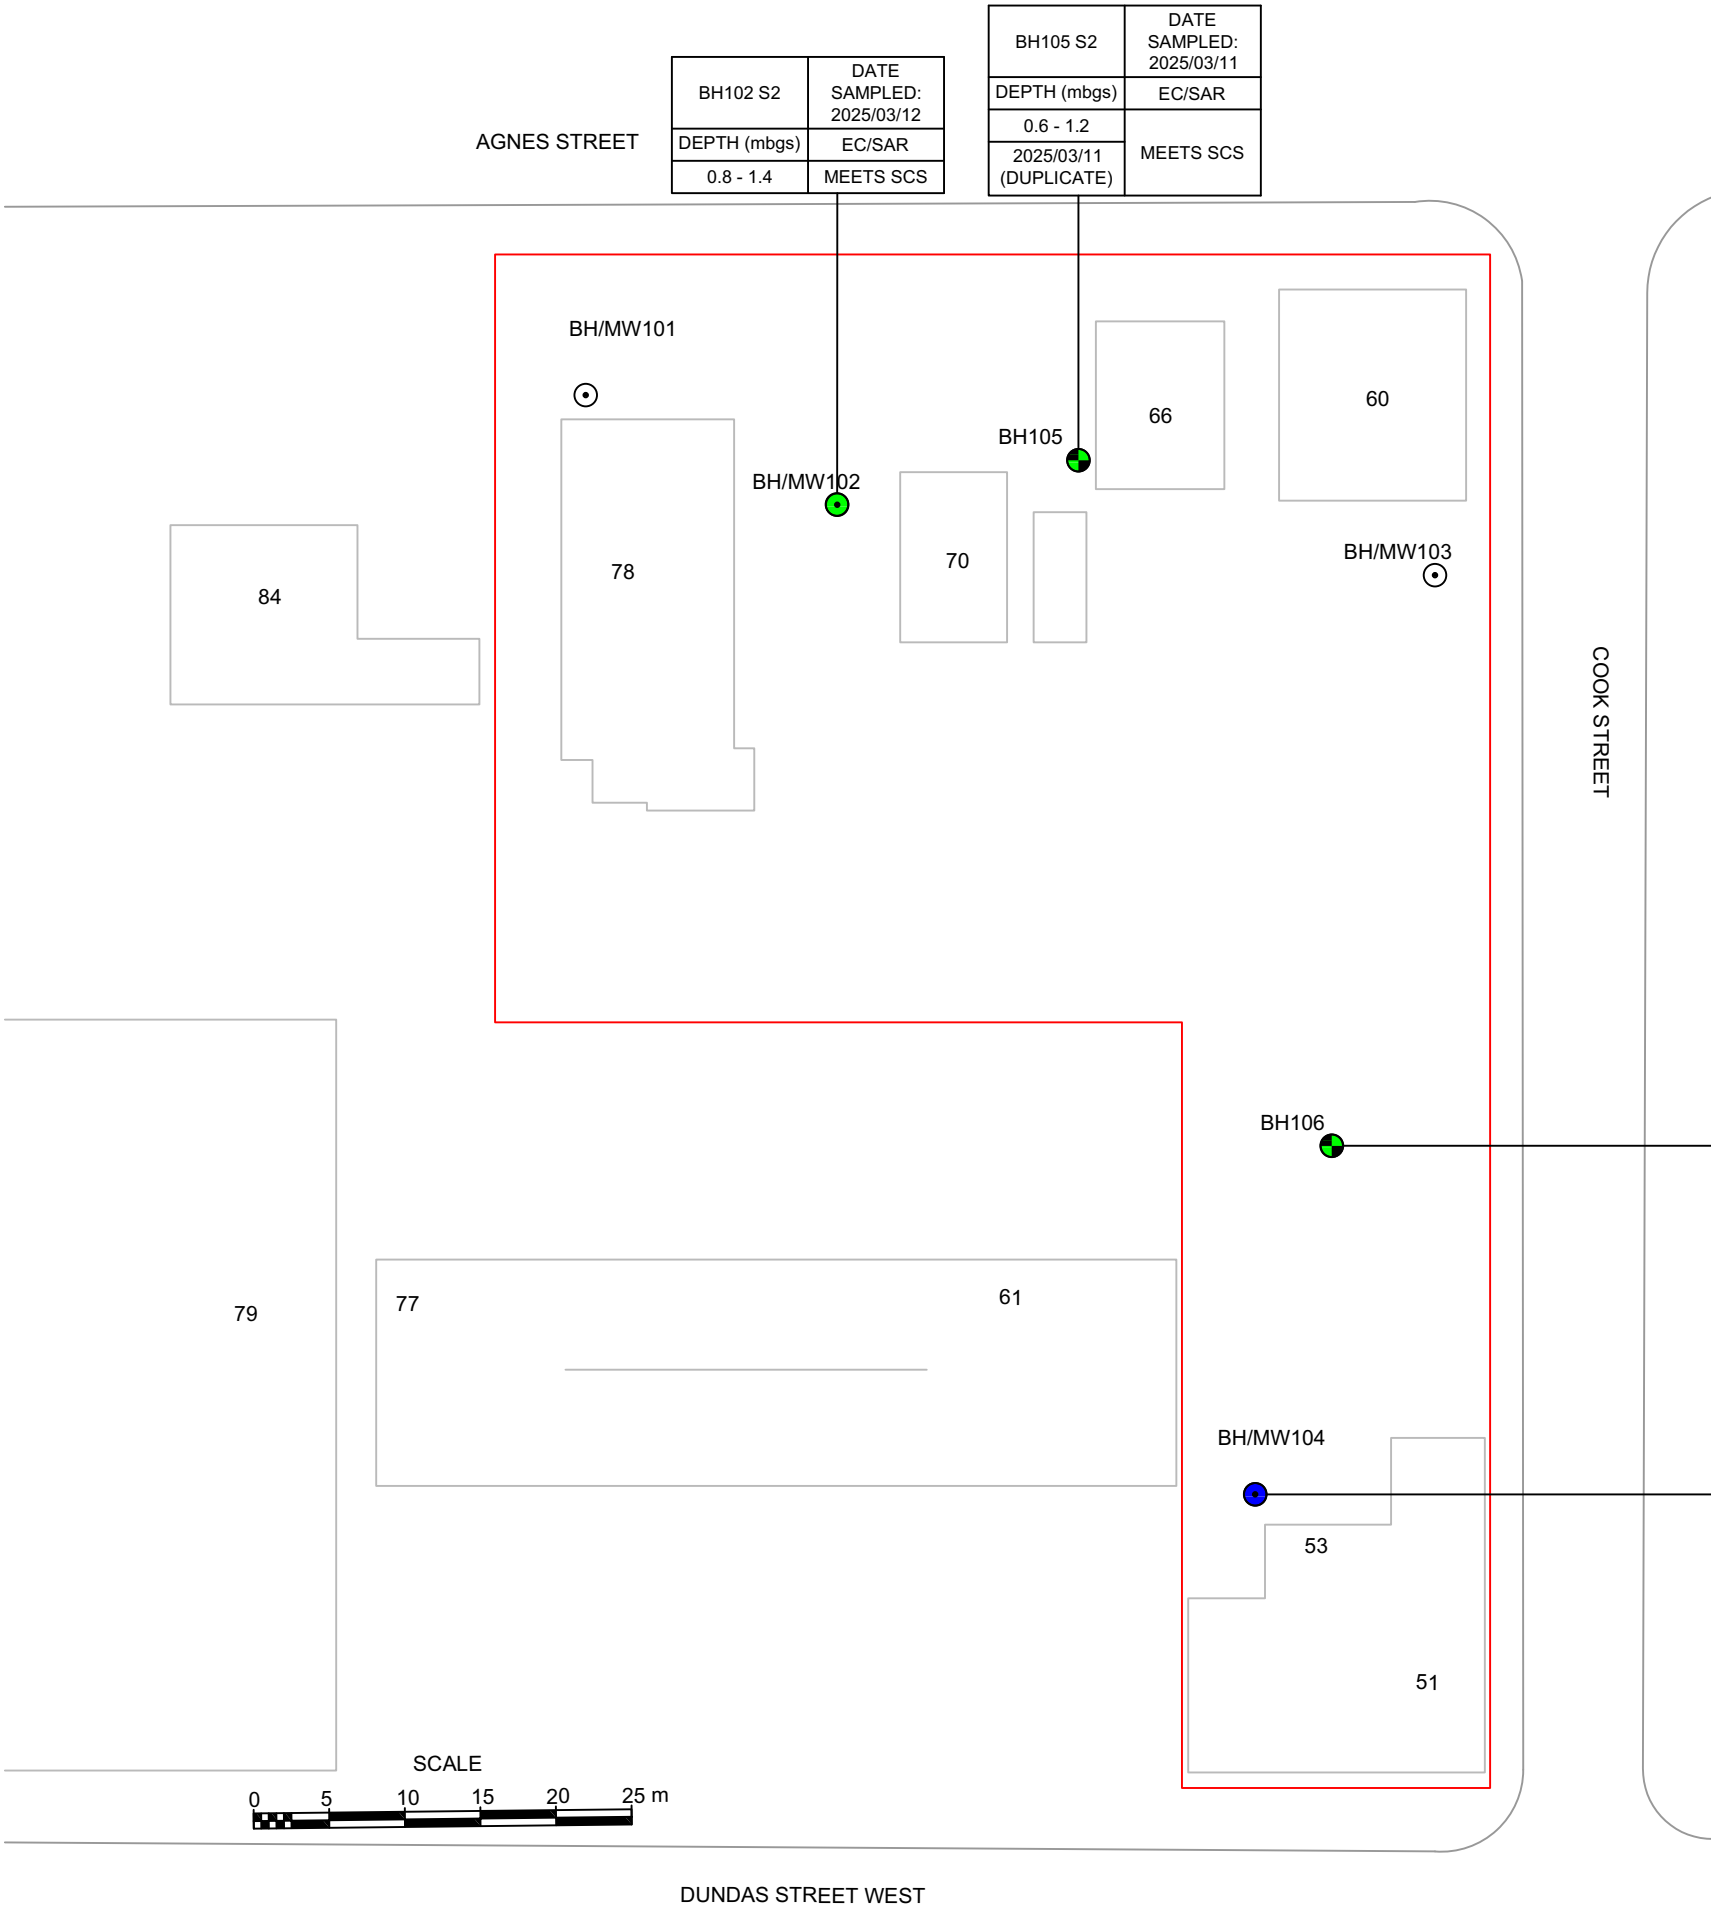 BH105 S2
DATE
SAMPLED:
2025/03/11
DEPTH (mbgs)
EC/SAR
0.6 - 1.2
2025/03/11
(DUPLICATE)
MEETS SCS
BH102 S2
DATE
SAMPLED:
2025/03/12
DEPTH (mbgs)
EC/SAR
0.8 - 1.4
MEETS SCS
AGNES STREET
BH/MW101
BH105
66
60
BH/MW102
BH/MW103
78
70
84
COOK STREET
BH106
79
77
61
BH/MW104
53
51
SCALE
0 5 10 15 20 25 m
DUNDAS STREET WEST